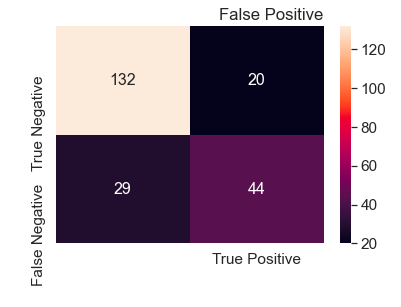 False Positive
True Negative
132
20
False Negative
29
44
True Positive
120
100
80
60
40
20